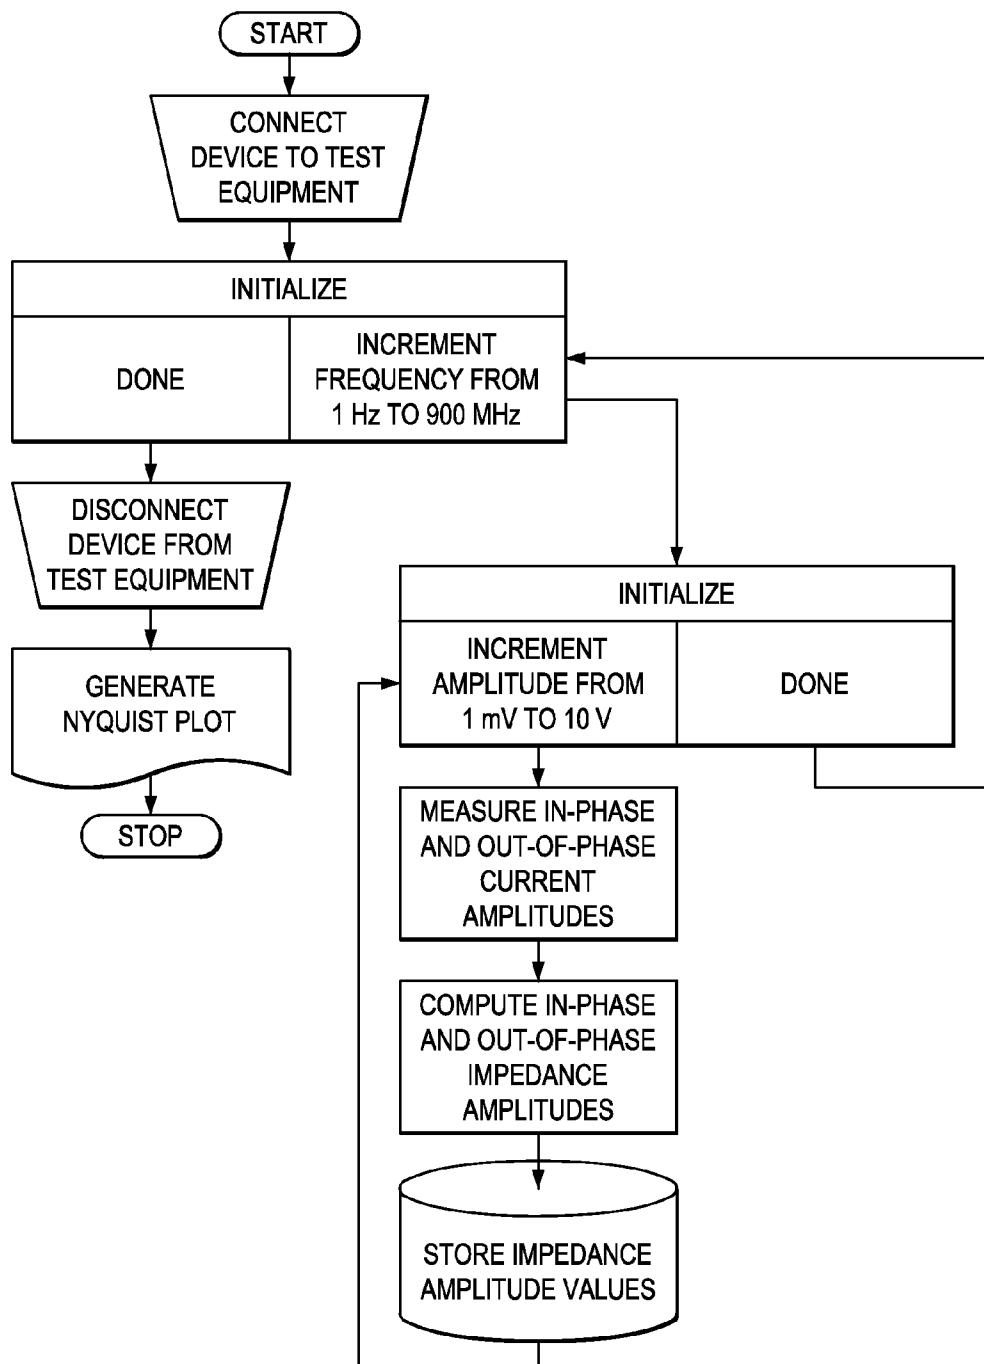 START
CONNECT
DEVICE TO TEST
EQUIPMENT
INITIALIZE
DONE
INCREMENT
FREQUENCY FROM
1 Hz TO 900 MHz
DISCONNECT
DEVICE FROM
TEST EQUIPMENT
GENERATE
NYQUIST PLOT
STOP
INITIALIZE
INCREMENT
AMPLITUDE FROM
1 mV TO 10 V
DONE
MEASURE IN-PHASE
AND OUT-OF-PHASE
CURRENT
AMPLITUDES
COMPUTE IN-PHASE
AND OUT-OF-PHASE
IMPEDANCE
AMPLITUDES
STORE IMPEDANCE
AMPLITUDE VALUES